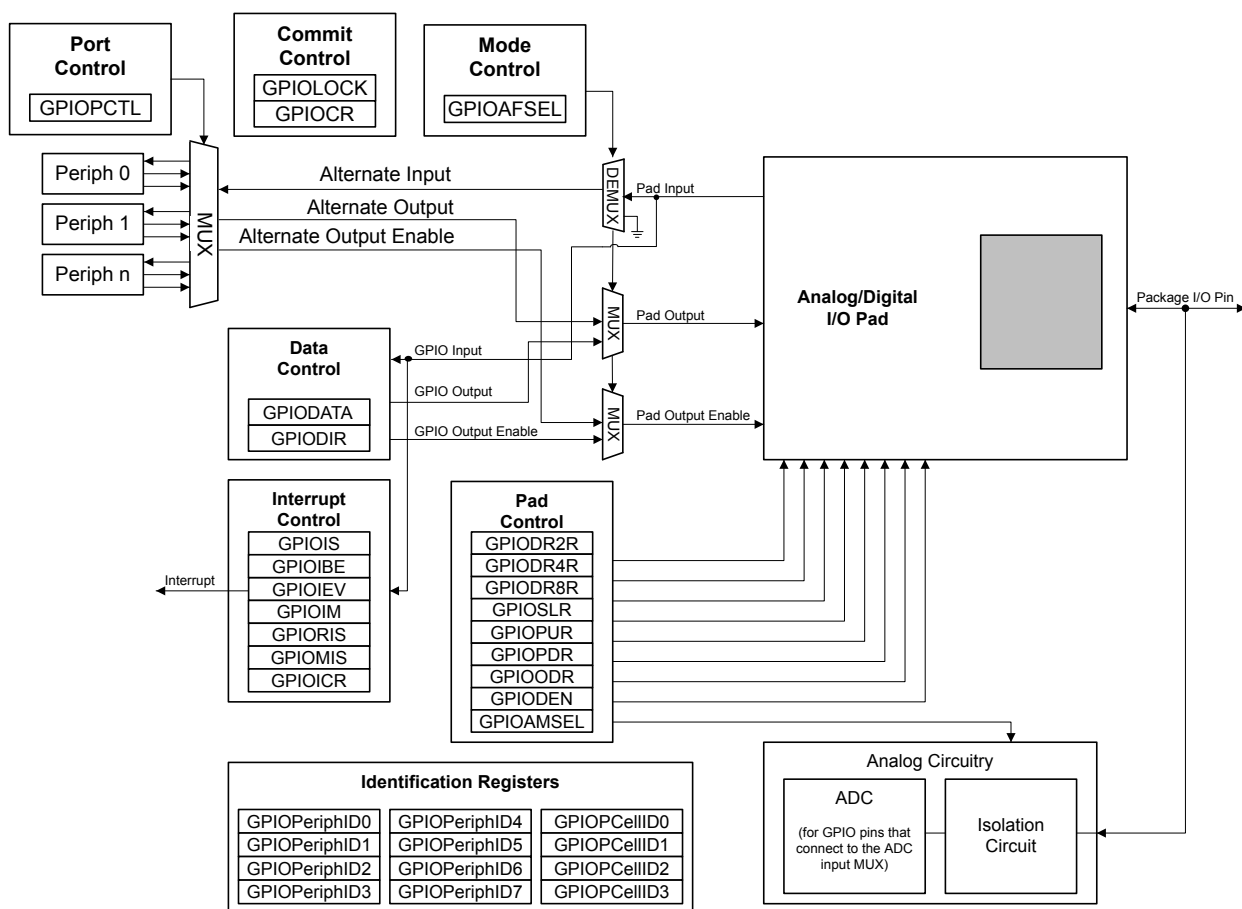 Port
Control
GPIOPCTL
Commit
Control
GPIOLOCK
GPIOCR
Mode
Control
GPIOAFSEL
Periph 0
Periph 1
Periph n
MUX
Alternate Input
Alternate Output
Alternate Output Enable
DEMUX
Pad Input
MUX
Pad Output
MUX
Pad Output Enable
Analog/Digital
I/O Pad
Package I/O Pin
Data
Control
GPIODATA
GPIODIR
GPIO Input
GPIO Output
GPIO Output Enable
Interrupt
Control
GPIOIS
GPIOIBE
GPIOIEV
GPIOIM
GPIORIS
GPIOMIS
GPIOICR
Interrupt
Pad
Control
GPIODR2R
GPIODR4R
GPIODR8R
GPIOSLR
GPIOPUR
GPIOPDR
GPIOODR
GPIODEN
GPIOAMSEL
Analog Circuitry
ADC
(for GPIO pins that
connect to the ADC
input MUX)
Isolation
Circuit
Identification Registers
GPIOPeriphID0
GPIOPeriphID1
GPIOPeriphID2
GPIOPeriphID3
GPIOPeriphID4
GPIOPeriphID5
GPIOPeriphID6
GPIOPeriphID7
GPIOPCellID0
GPIOPCellID1
GPIOPCellID2
GPIOPCellID3